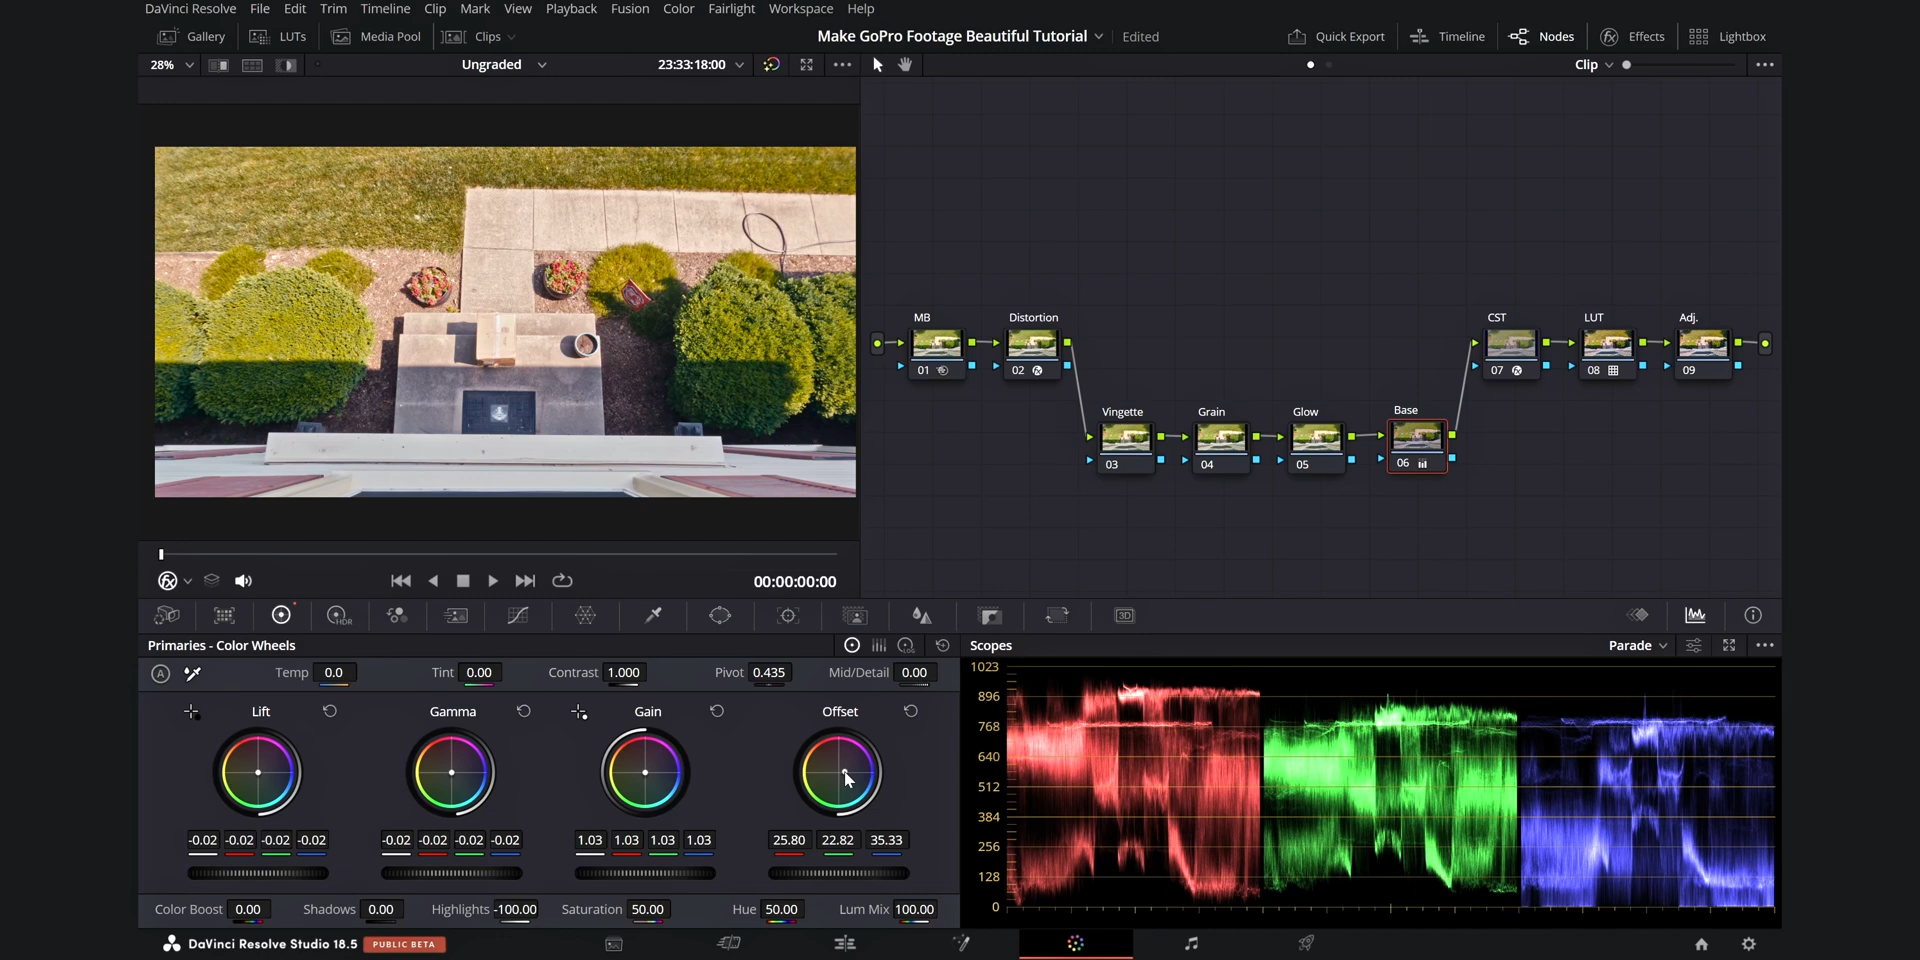 DaVinci Resolve File Edit Trim Timeline Clip Mark View Playback Fusion Color Fairlight Workspace Help
Gallery LUTs Media Pool Clips Make GoPro Footage Beautiful Tutorial Edited Quick Export Timeline Nodes Effects Lightbox
28% Ungraded 23:33:18:00 Clip
MB Distortion CST LUT Adj.
01 02 07 08 09
Vingette Grain Glow Base
03 04 05 06
00:00:00:00
HDR 3D
Primaries - Color Wheels LOG Scopes Parade
A Temp 0.0 Tint 0.00 Contrast 1.000 Pivot 0.435 Mid/Detail 0.00
Lift Gamma Gain Offset
-0.02 -0.02 -0.02 -0.02 -0.02 -0.02 -0.02 -0.02 1.03 1.03 1.03 1.03 25.80 22.82 35.33
Color Boost 0.00 Shadows 0.00 Highlights -100.00 Saturation 50.00 Hue 50.00 Lum Mix 100.00
1023
896
768
640
512
384
256
128
0
DaVinci Resolve Studio 18.5 PUBLIC BETA